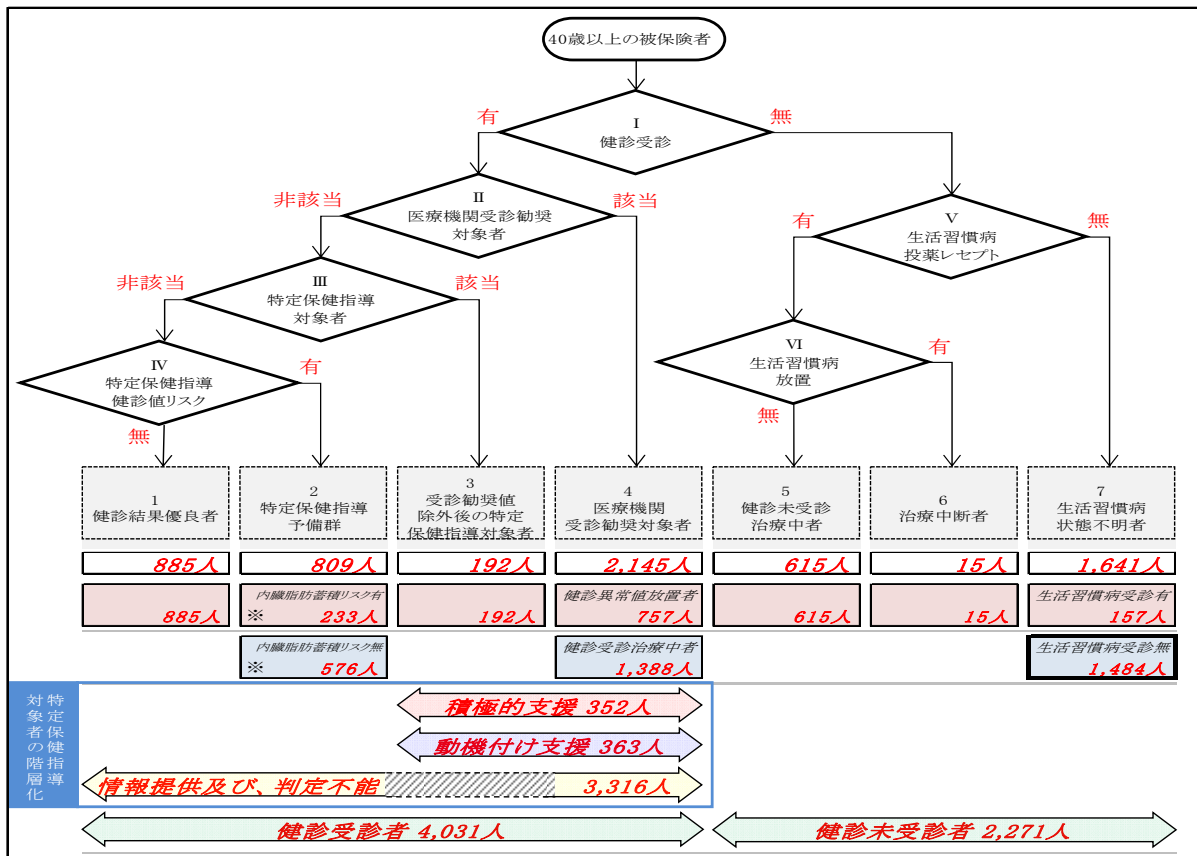 40歳以上の被保険者
Ⅰ
健診受診
有
無
Ⅱ
医療機関受診勧奨
対象者
非該当
該当
Ⅴ
生活習慣病
投薬レセプト
有
無
Ⅲ
特定保健指導
対象者
非該当
該当
Ⅵ
生活習慣病
放置
有
無
Ⅳ
特定保健指導
健診値リスク
有
無
1
健診結果優良者
2
特定保健指導
予備群
3
受診勧奨値
除外後の特定
保健指導対象者
4
医療機関
受診勧奨対象者
5
健診未受診
治療中者
6
治療中断者
7
生活習慣病
状態不明者
885人
809人
192人
2,145人
615人
15人
1,641人
885人
内臓脂肪蓄積リスク有
※ 233人
192人
健診異常値放置者
757人
615人
15人
生活習慣病受診有
157人
内臓脂肪蓄積リスク無
※ 576人
健診受診治療中者
1,388人
生活習慣病受診無
1,484人
特定保健指導
対象者の階層化
積極的支援 352人
動機付け支援 363人
情報提供及び、判定不能 3,316人
健診受診者 4,031人
健診未受診者 2,271人